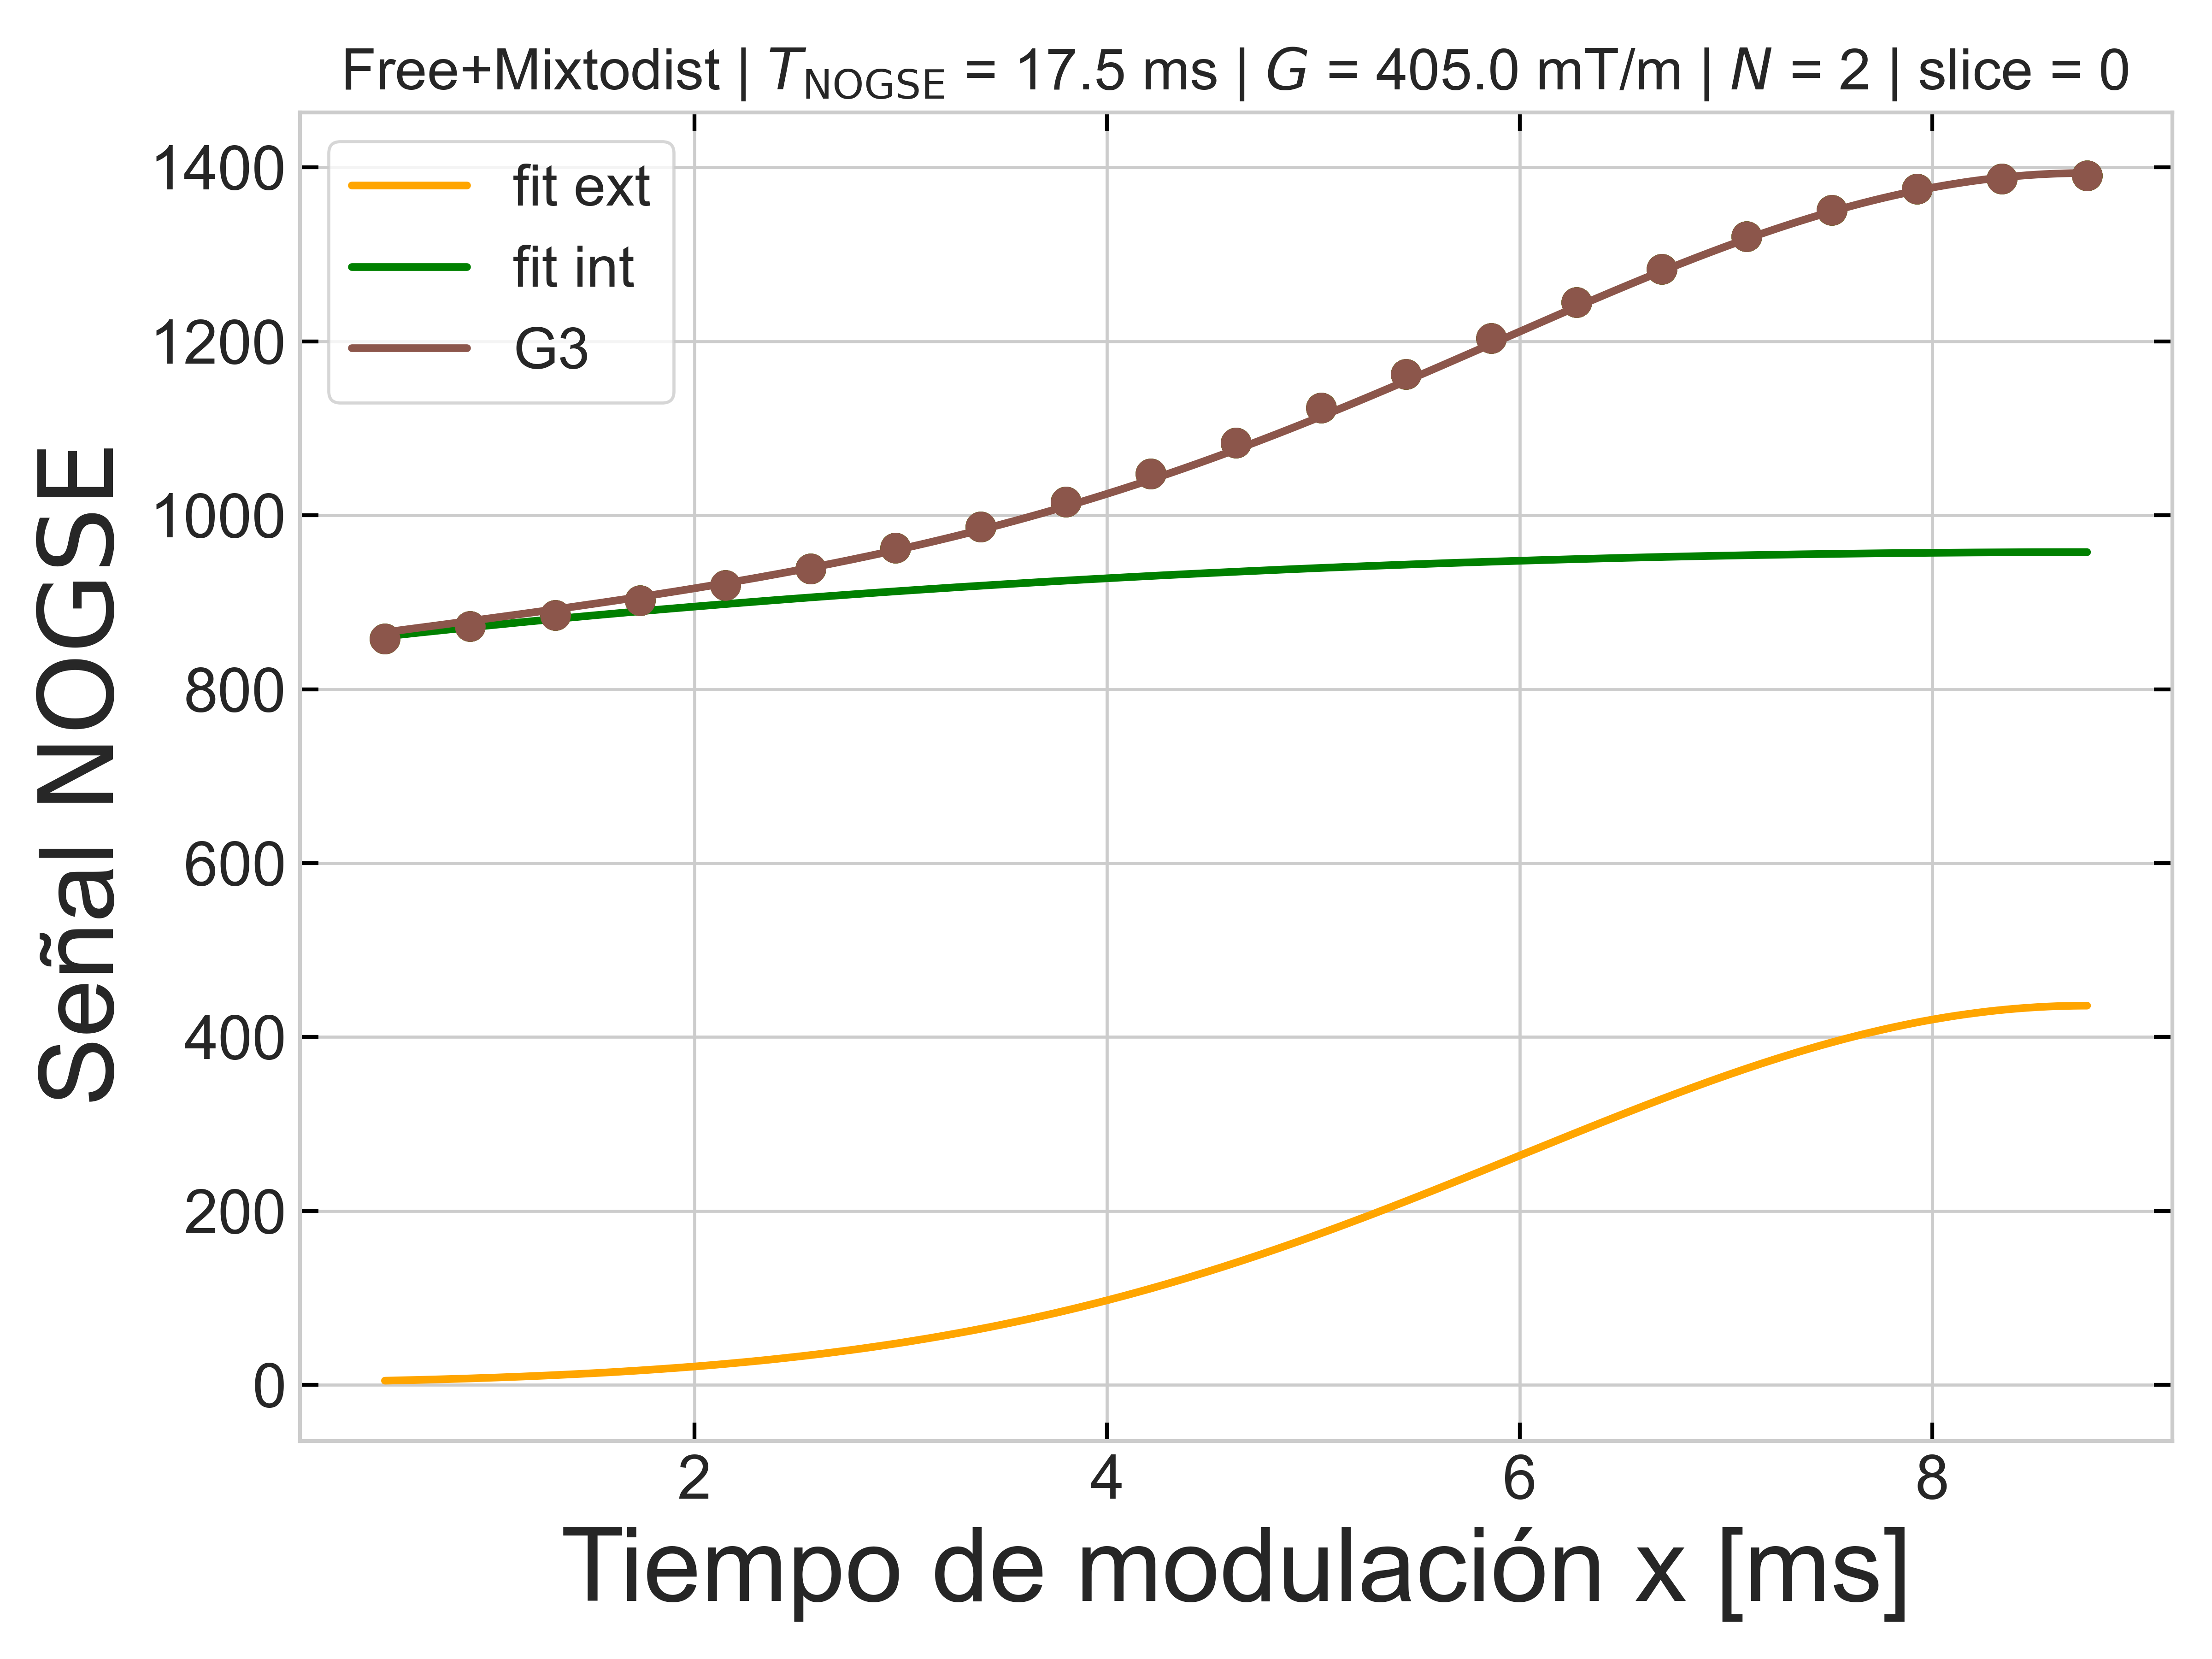 Free+Mixtodist | T_NOGSE = 17.5 ms | G = 405.0 mT/m | N = 2 | slice = 0
fit ext
fit int
G3
1400
1200
1000
800
600
400
200
0
Señal NOGSE
2 4 6 8
Tiempo de modulación x [ms]